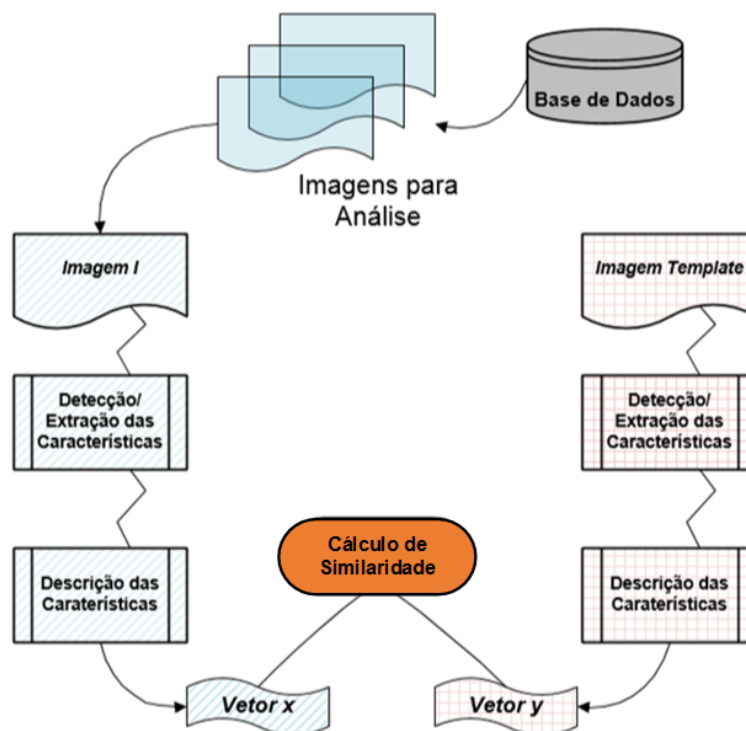 Base de Dados
Imagens para
Análise
Imagem I
Imagem Template
Detecção/
Extração das
Características
Detecção/
Extração das
Características
Cálculo de
Similaridade
Descrição das
Caraterísticas
Descrição das
Caraterísticas
Vetor x
Vetor y